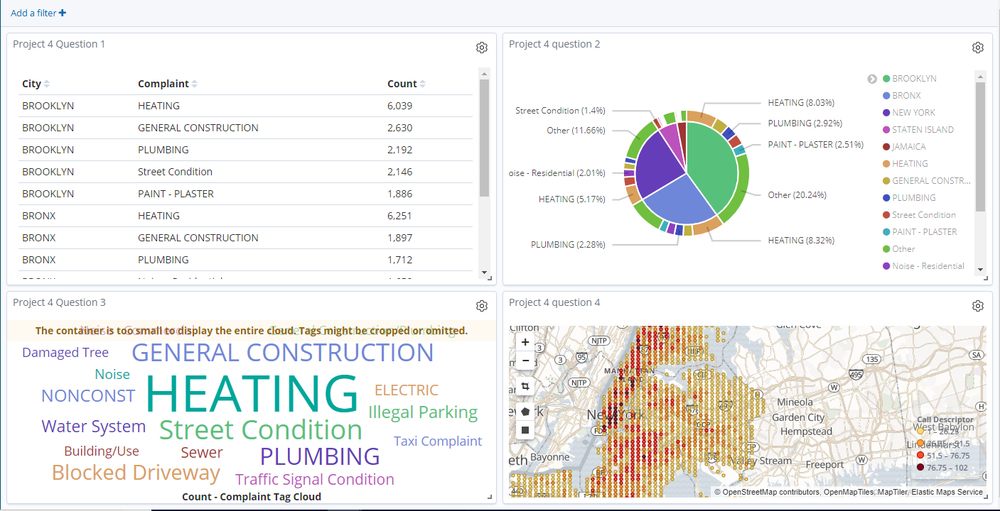 Add a filter +
Project 4 Question 1
City Complaint Count
BROOKLYN HEATING 6,039
BROOKLYN GENERAL CONSTRUCTION 2,630
BROOKLYN PLUMBING 2,192
BROOKLYN Street Condition 2,146
BROOKLYN PAINT - PLASTER 1,886
BRONX HEATING 6,251
BRONX GENERAL CONSTRUCTION 1,897
BRONX PLUMBING 1,712
Project 4 question 2
Street Condition (1.4%)
Other (11.66%)
oise - Residential (2.01%)
HEATING (5.17%)
PLUMBING (2.28%)
HEATING (8.03%)
PLUMBING (2.92%)
PAINT - PLASTER (2.51%)
Other (20.24%)
HEATING (8.32%)
BROOKLYN
BRONX
NEW YORK
STATEN ISLAND
JAMAICA
HEATING
GENERAL CONSTR...
PLUMBING
Street Condition
PAINT - PLASTER
Other
Noise - Residential
Project 4 Question 3
The container is too small to display the entire cloud. Tags might be cropped or omitted.
Damaged Tree
GENERAL CONSTRUCTION
Noise
HEATING
NONCONST
ELECTRIC
Illegal Parking
Water System
Street Condition
Taxi Complaint
Building/Use
Sewer
PLUMBING
Blocked Driveway
Traffic Signal Condition
Count - Complaint Tag Cloud
Project 4 question 4
+
−
Clifton
NJTP
3
95
3
NJTP
MANHATTAN
New York
Bayonne
440
278
135
SA
495
W
H
Mineola
Garden City
Hempstead
Valley Stream
Freeport
W
West Babylon
Lindenhurst
Call Descriptor
1 – 26.25
26.25 – 51.5
51.5 – 76.75
76.75 – 102
© OpenStreetMap contributors, OpenMapTiles, MapTiler, Elastic Maps Service